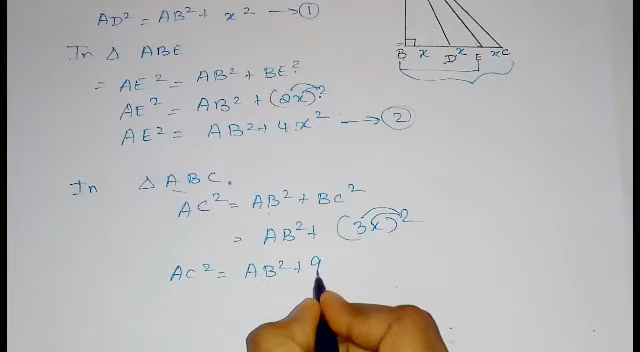 AD² = AB² + x² → ①
B x D x E x C
In △ ABE
= AE² = AB² + BE²
AE² = AB² + (2x)²
AE² = AB² + 4x² → ②
In △ ABC.
AC² = AB² + BC²
= AB² + (3x)²
AC² = AB² + 9